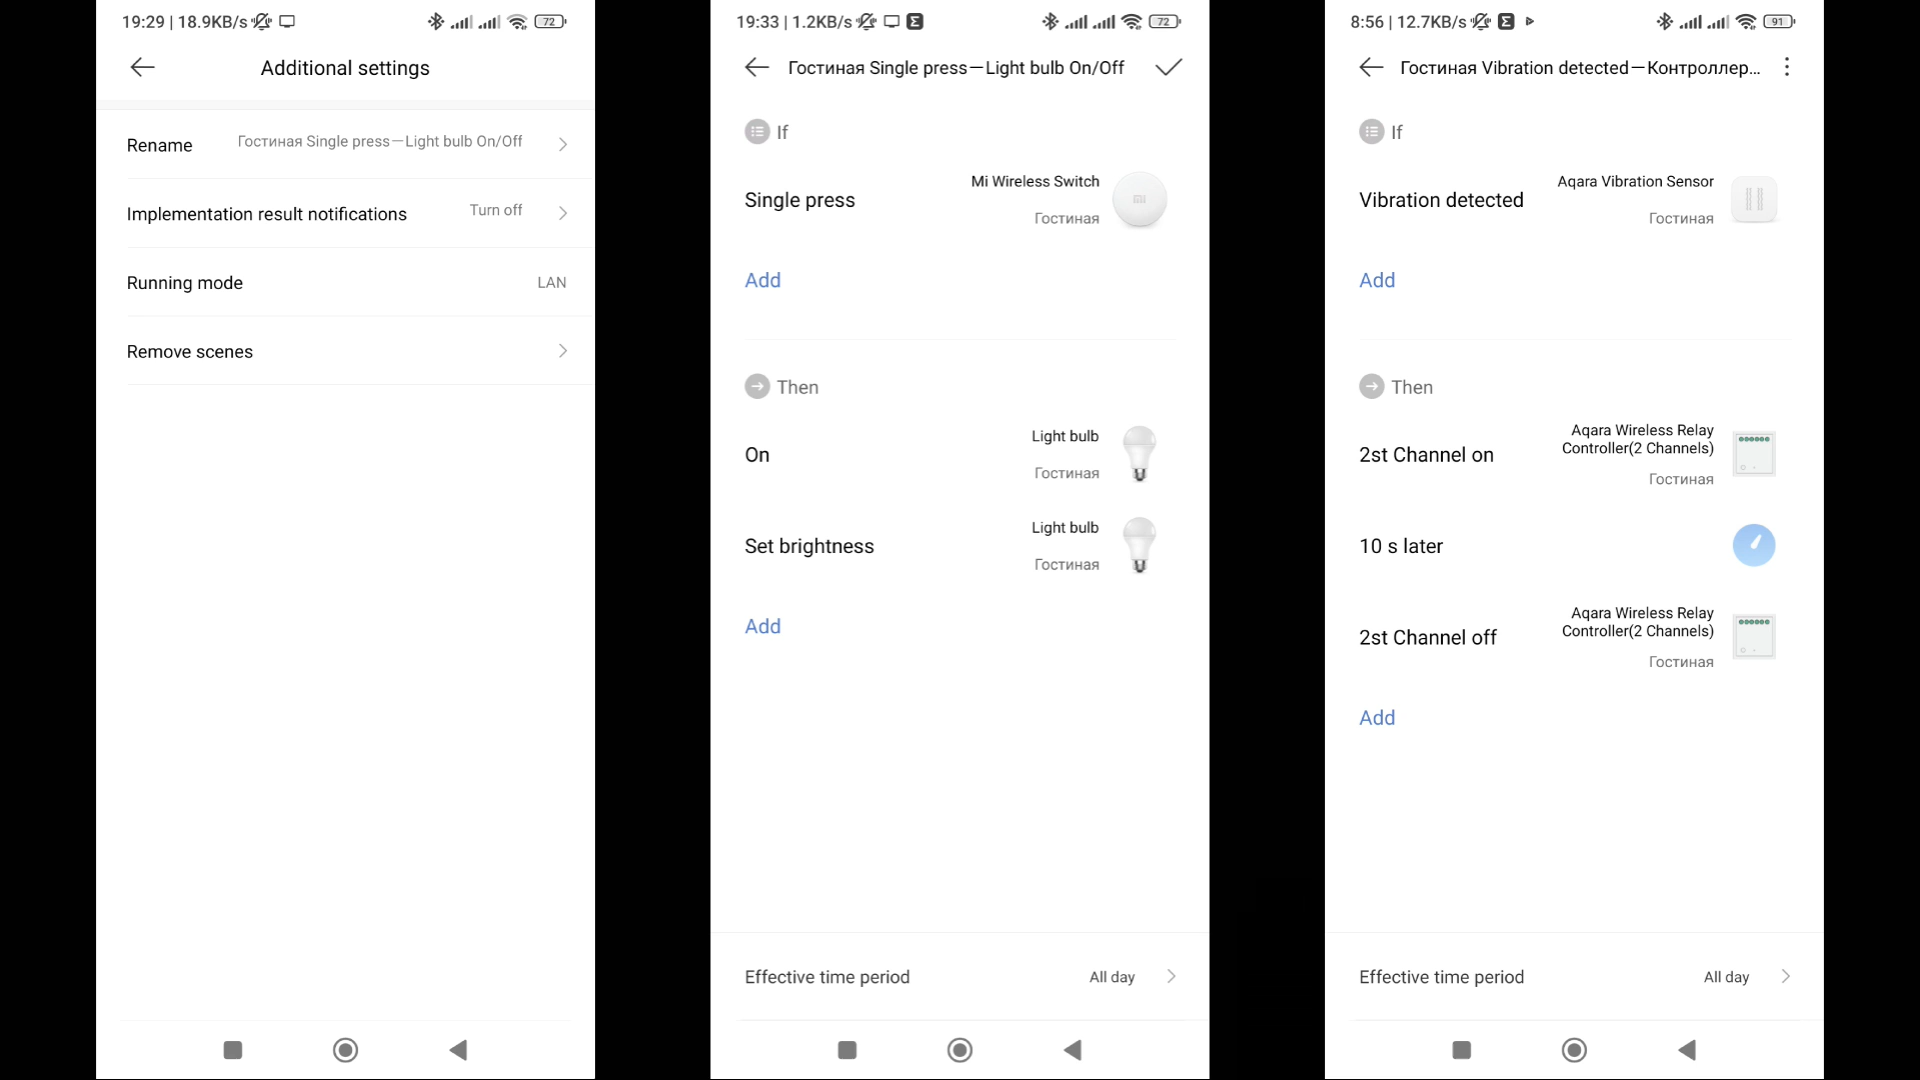 19:29 | 18.9KB/s
72
Additional settings
Rename
Гостиная Single press—Light bulb On/Off
Implementation result notifications
Turn off
Running mode
LAN
Remove scenes
19:33 | 1.2KB/s
72
Гостиная Single press—Light bulb On/Off
If
Single press
Mi Wireless Switch
Гостиная
Add
Then
On
Light bulb
Гостиная
Set brightness
Light bulb
Гостиная
Add
Effective time period
All day
8:56 | 12.7KB/s
91
Гостиная Vibration detected—Контроллер...
If
Vibration detected
Aqara Vibration Sensor
Гостиная
Add
Then
2st Channel on
Aqara Wireless Relay
Controller(2 Channels)
Гостиная
10 s later
2st Channel off
Aqara Wireless Relay
Controller(2 Channels)
Гостиная
Add
Effective time period
All day